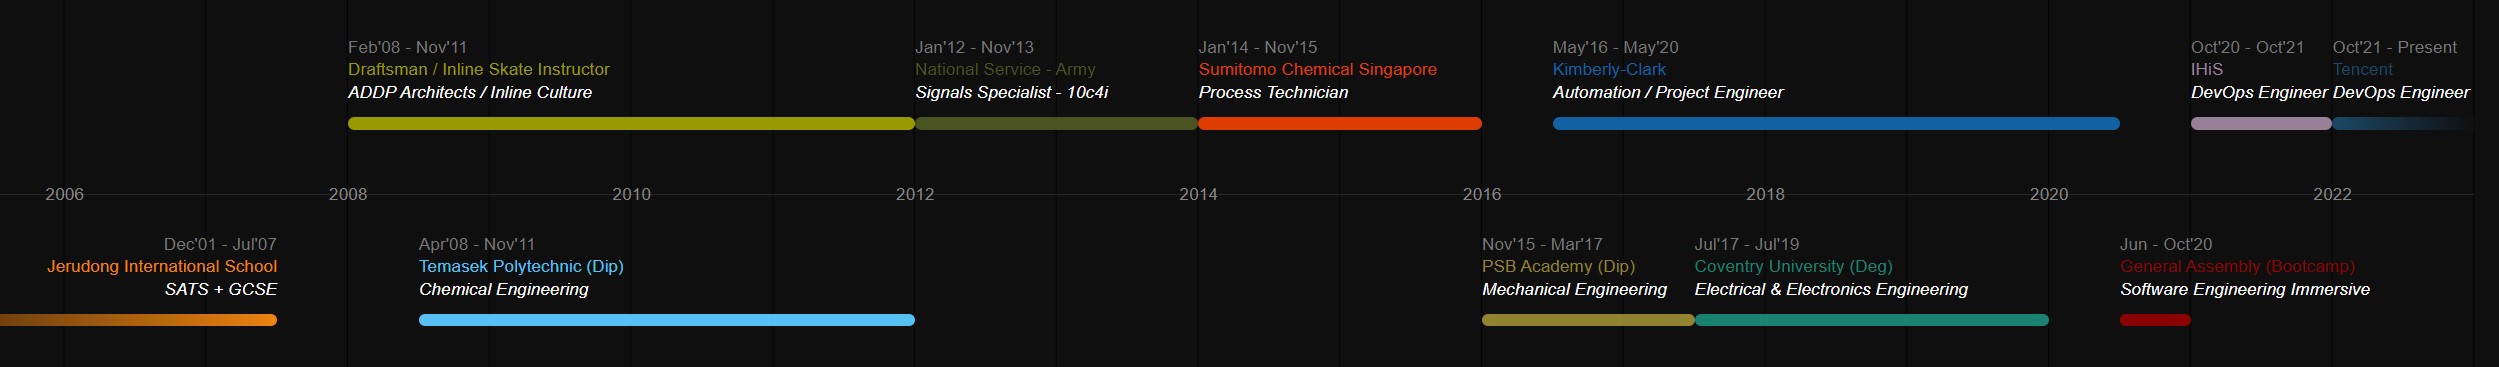 Feb'08 - Nov'11
Draftsman / Inline Skate Instructor
ADDP Architects / Inline Culture
Jan'12 - Nov'13
National Service - Army
Signals Specialist - 10c4i
Jan'14 - Nov'15
Sumitomo Chemical Singapore
Process Technician
May'16 - May'20
Kimberly-Clark
Automation / Project Engineer
Oct'20 - Oct'21
IHiS
DevOps Engineer
Oct'21 - Present
Tencent
DevOps Engineer
2006 2008 2010 2012 2014 2016 2018 2020 2022
Dec'01 - Jul'07
Jerudong International School
SATS + GCSE
Apr'08 - Nov'11
Temasek Polytechnic (Dip)
Chemical Engineering
Nov'15 - Mar'17
PSB Academy (Dip)
Mechanical Engineering
Jul'17 - Jul'19
Coventry University (Deg)
Electrical & Electronics Engineering
Jun - Oct'20
General Assembly (Bootcamp)
Software Engineering Immersive